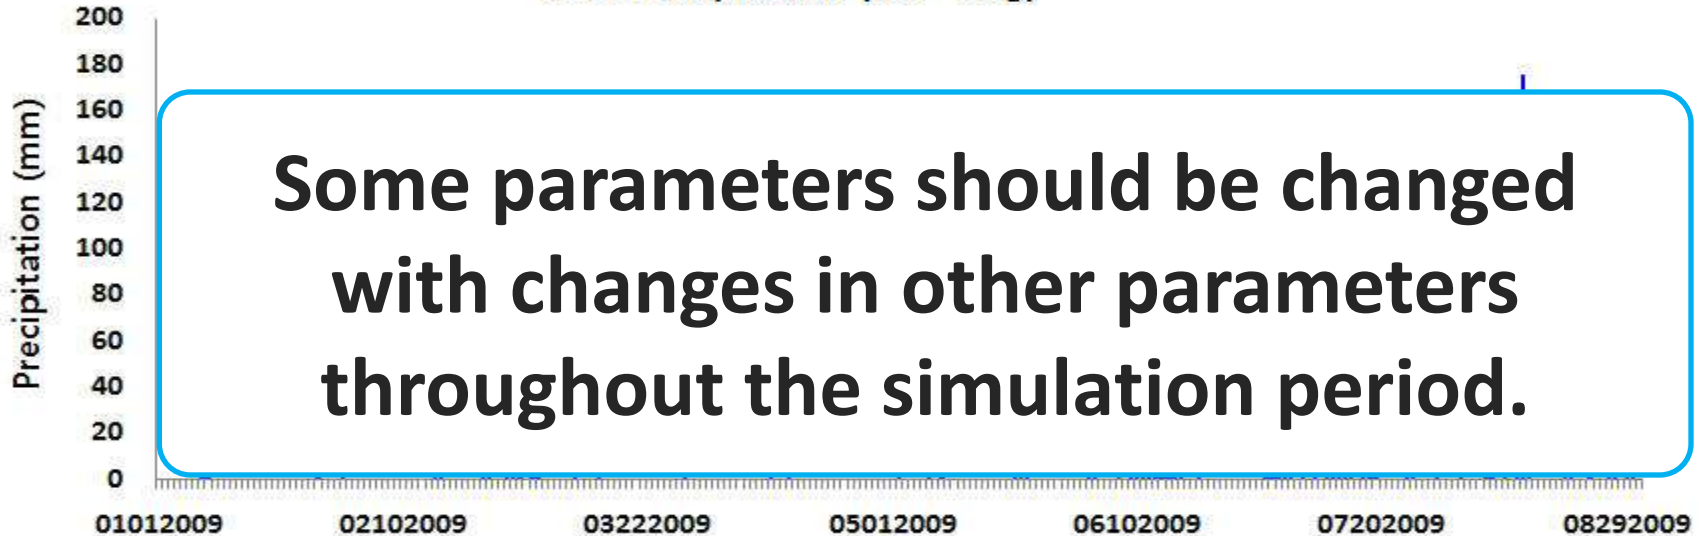 200
180
160
140
120
100
80
60
40
20
0
Precipitation (mm)
Some parameters should be changed
with changes in other parameters
throughout the simulation period.
01012009 02102009 03222009 05012009 06102009 07202009 08292009